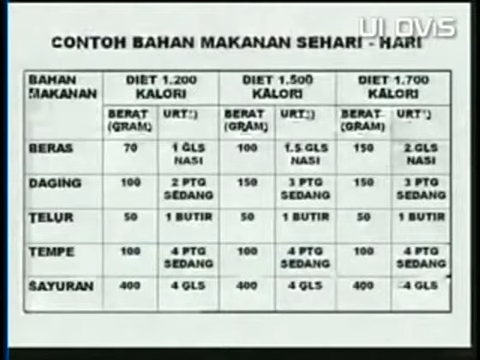 CONTOH BAHAN MAKANAN SEHARI - HARI
BAHAN MAKANAN DIET 1.200 KALORI DIET 1.500 KALORI DIET 1.700 KALORI
BERAT (GRAM) URT*) BERAT (GRAM) URT*) BERAT (GRAM) URT*)
BERAS 70 1 GLS NASI 100 1.5 GLS NASI 150 2 GLS NASI
DAGING 100 2 PTG SEDANG 150 3 PTG SEDANG 150 3 PTG SEDANG
TELUR 50 1 BUTIR 50 1 BUTIR 50 1 BUTIR
TEMPE 100 4 PTG SEDANG 100 4 PTG SEDANG 100 4 PTG SEDANG
SAYURAN 400 4 GLS 400 4 GLS 400 4 GLS